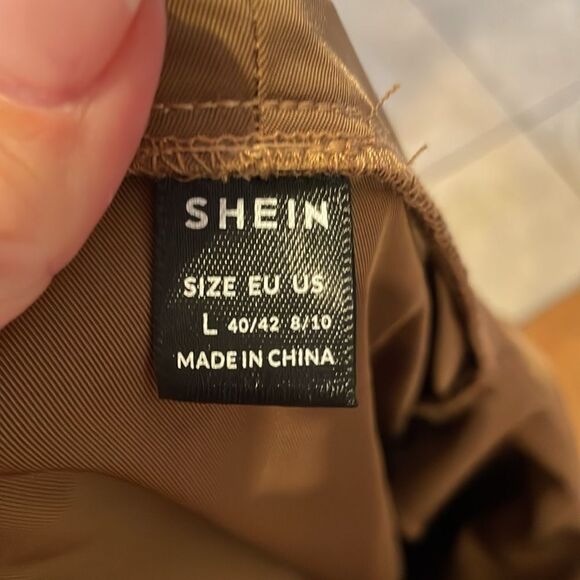 SHEIN
SIZE EU US
L 40/42 8/10
MADE IN CHINA